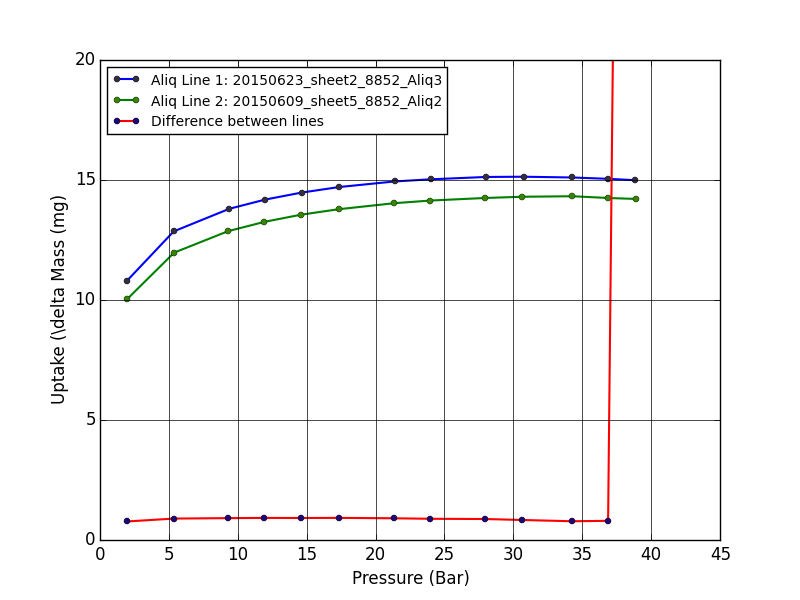 20
15
10
5
0
Uptake (\delta Mass (mg)
Aliq Line 1: 20150623_sheet2_8852_Aliq3
Aliq Line 2: 20150609_sheet5_8852_Aliq2
Difference between lines
0 5 10 15 20 25 30 35 40 45
Pressure (Bar)